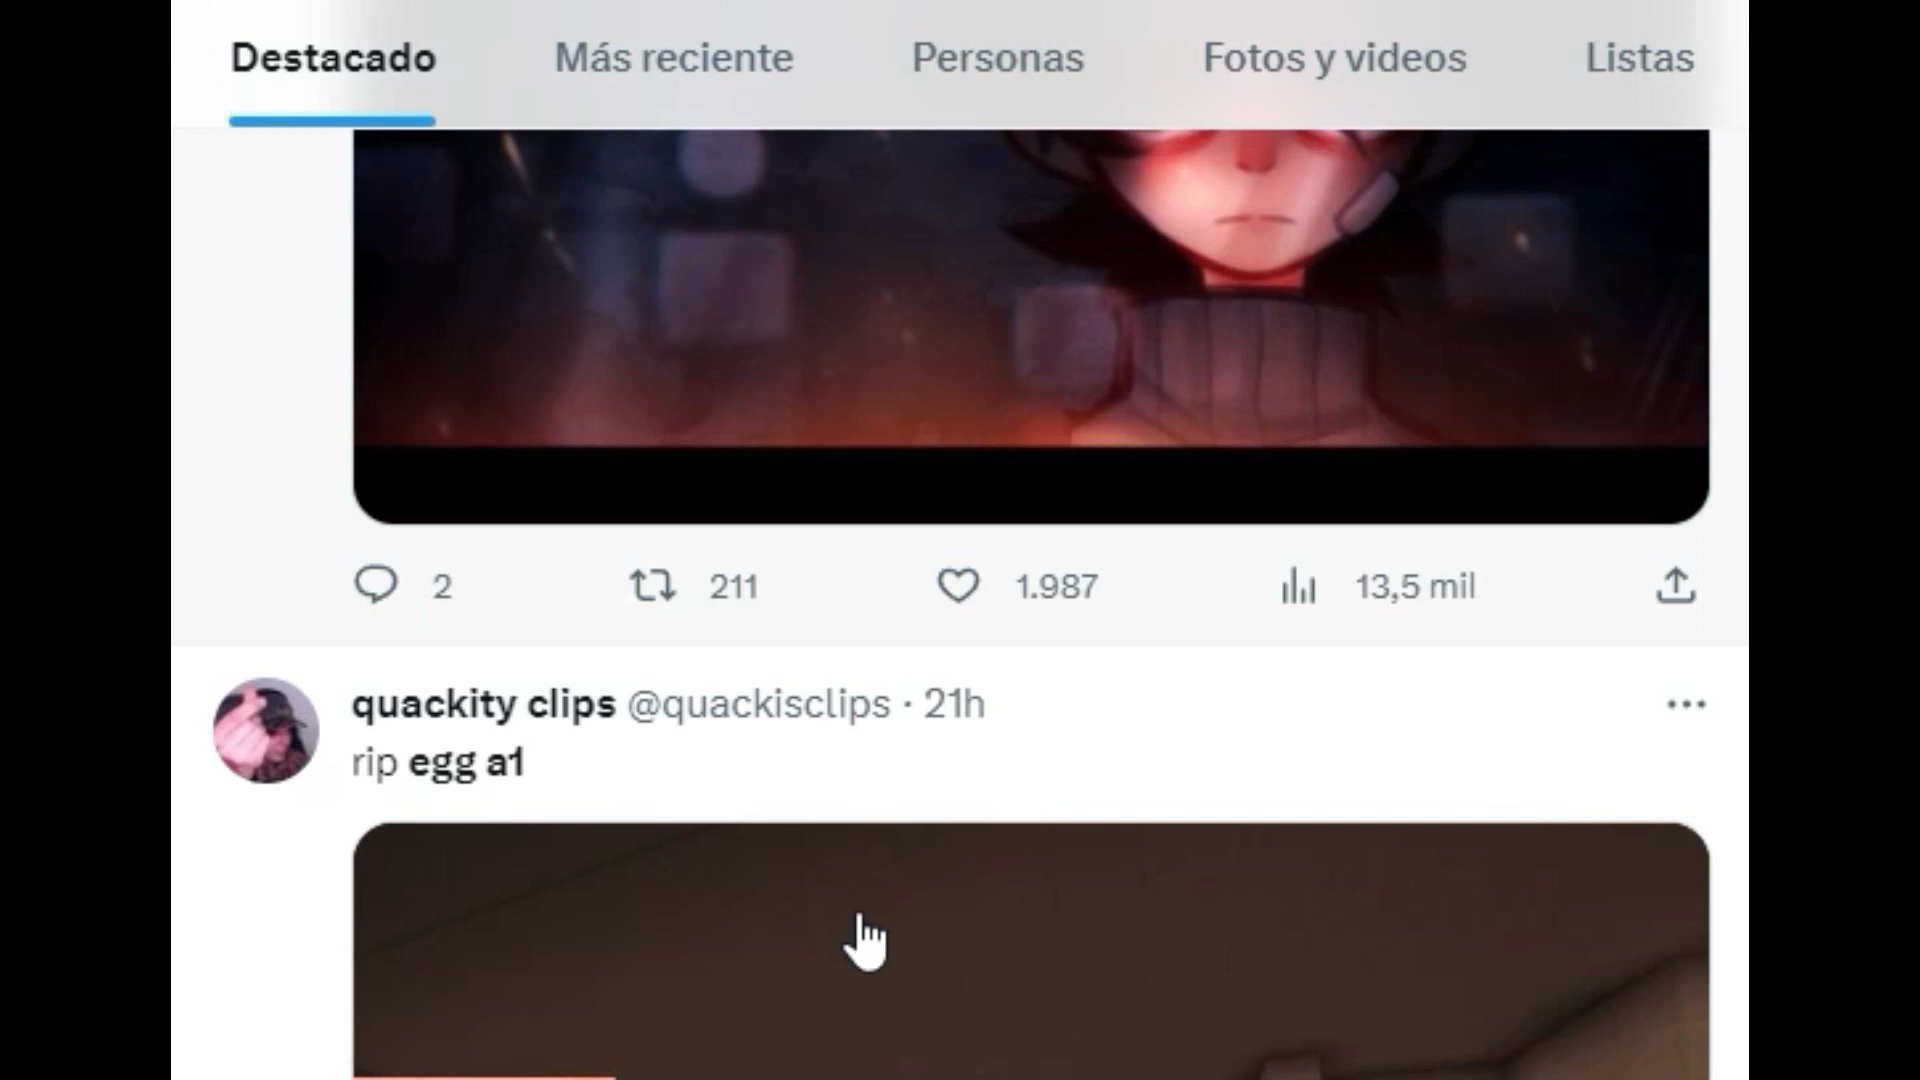 Destacado Más reciente Personas Fotos y videos Listas
2 211 1.987 13,5 mil
quackity clips @quackisclips · 21h
rip egg a1